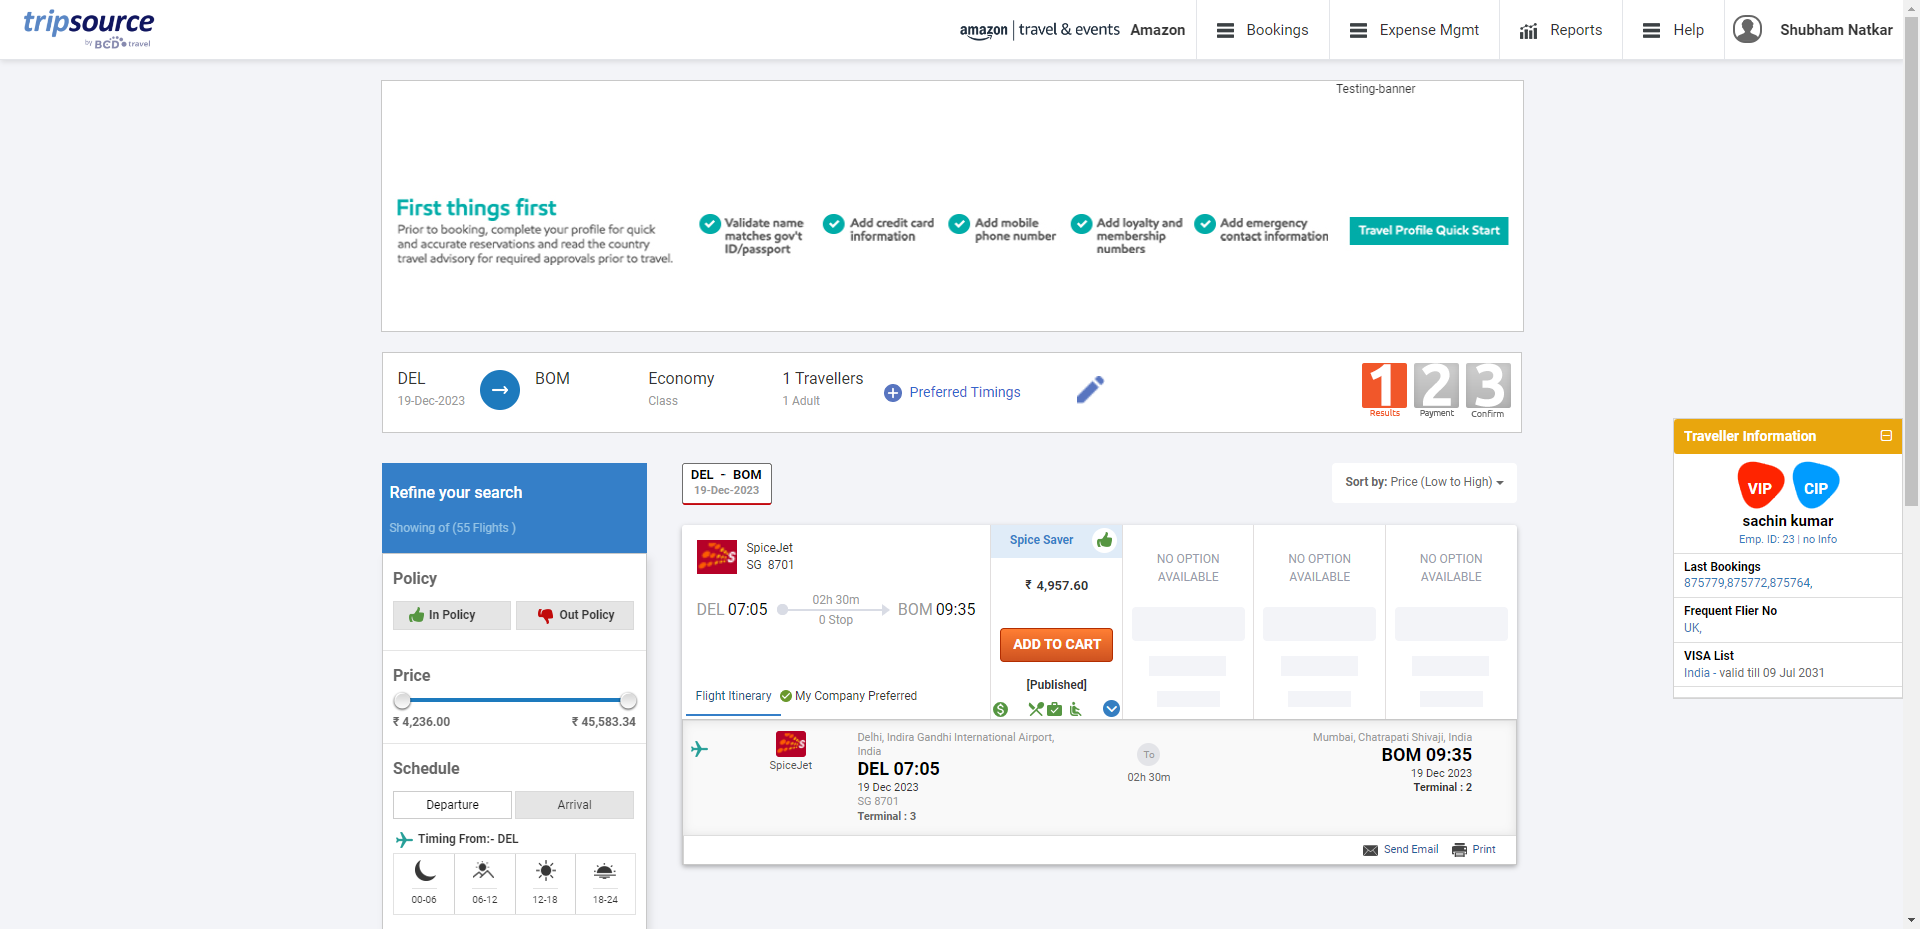 tripsource
by BCD travel
amazon | travel & events Amazon
Bookings
Expense Mgmt
Reports
Help
Shubham Natkar
Testing-banner
First things first
Prior to booking, complete your profile for quick
and accurate reservations and read the country
travel advisory for required approvals prior to travel.
Validate name
matches gov't
ID/passport
Add credit card
information
Add mobile
phone number
Add loyalty and
membership
numbers
Add emergency
contact information
Travel Profile Quick Start
DEL
19-Dec-2023
BOM
Economy
Class
1 Travellers
1 Adult
Preferred Timings
1
Results
2
Payment
3
Confirm
Traveller Information
VIP
CIP
sachin kumar
Emp. ID: 23 | no Info
Last Bookings
875779,875772,875764,
Frequent Flier No
UK,
VISA List
India - valid till 09 Jul 2031
Refine your search
Showing of (55 Flights )
Policy
In Policy
Out Policy
Price
₹ 4,236.00
₹ 45,583.34
Schedule
Departure
Arrival
Timing From:- DEL
00-06
06-12
12-18
18-24
DEL - BOM
19-Dec-2023
Sort by: Price (Low to High)
SpiceJet
SG 8701
DEL 07:05
02h 30m
0 Stop
BOM 09:35
Flight Itinerary
My Company Preferred
Spice Saver
₹ 4,957.60
ADD TO CART
[Published]
NO OPTION
AVAILABLE
NO OPTION
AVAILABLE
NO OPTION
AVAILABLE
SpiceJet
Delhi, Indira Gandhi International Airport,
India
DEL 07:05
19 Dec 2023
SG 8701
Terminal : 3
To
02h 30m
Mumbai, Chatrapati Shivaji, India
BOM 09:35
19 Dec 2023
Terminal : 2
Send Email
Print